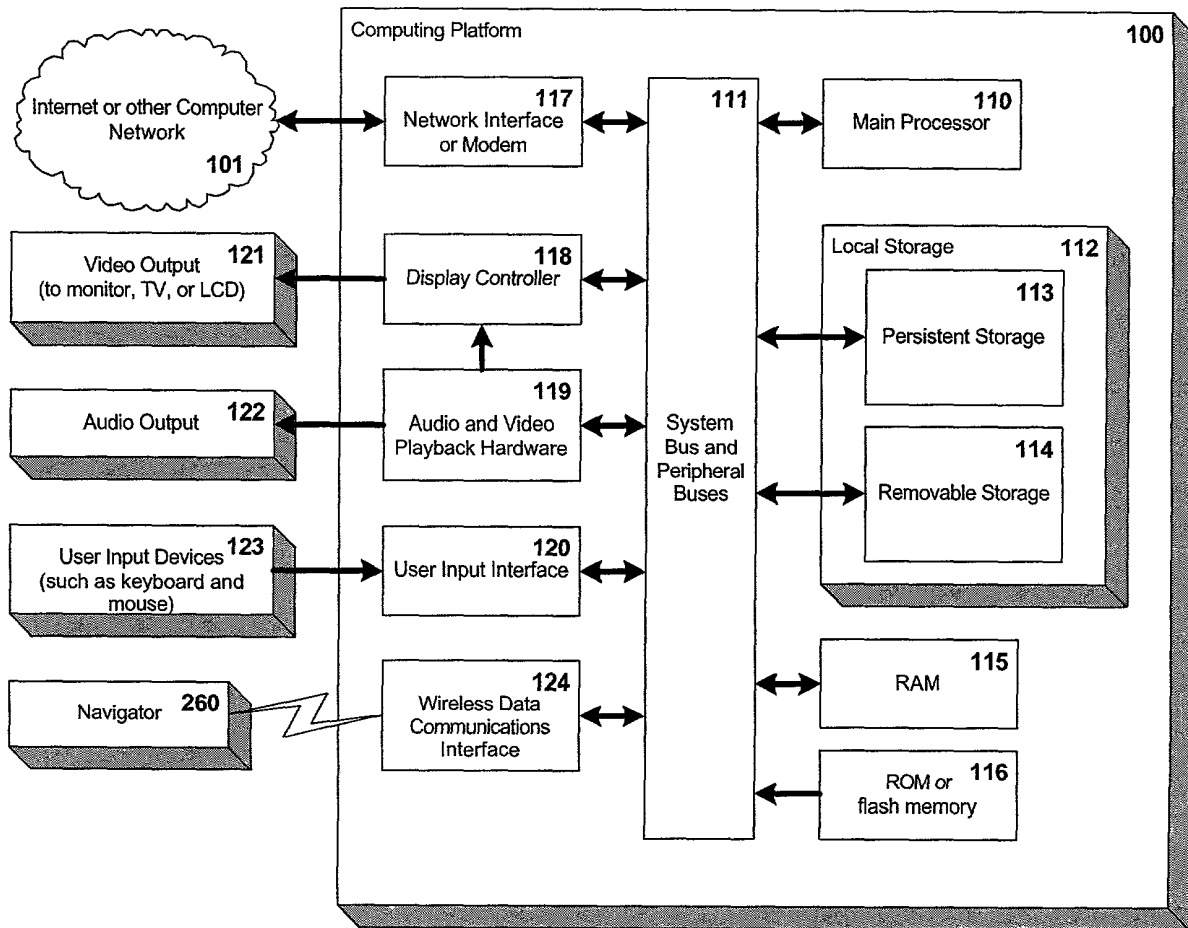 Computing Platform
100
Internet or other Computer
Network
101
117
Network Interface
or Modem
111
System
Bus and
Peripheral
Buses
110
Main Processor
121
Video Output
(to monitor, TV, or LCD)
118
Display Controller
Local Storage
112
113
Persistent Storage
122
Audio Output
119
Audio and Video
Playback Hardware
114
Removable Storage
123
User Input Devices
(such as keyboard and
mouse)
120
User Input Interface
115
RAM
260
Navigator
124
Wireless Data
Communications
Interface
116
ROM or
flash memory